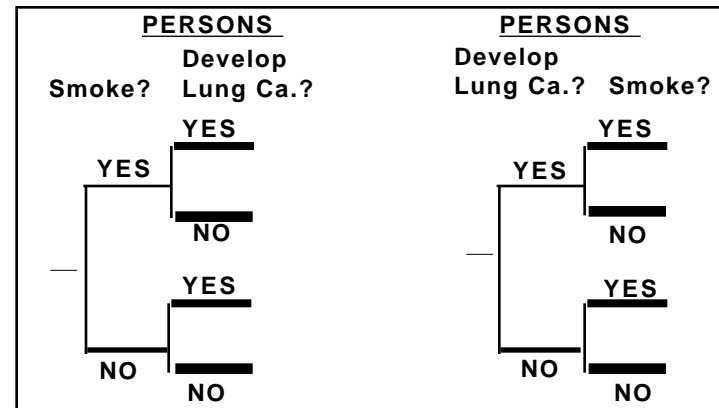 PERSONS
Develop
Smoke? Lung Ca.?
YES
YES
NO
YES
NO
NO
PERSONS
Develop
Lung Ca.? Smoke?
YES
YES
NO
YES
NO
NO